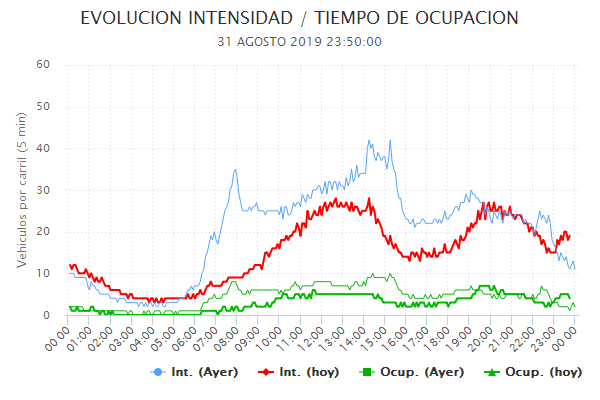 EVOLUCION INTENSIDAD / TIEMPO DE OCUPACION
31 AGOSTO 2019 23:50:00
Vehiculos por carril (5 min)
60
50
40
30
20
10
0
00:00 01:00 02:00 03:00 04:00 05:00 06:00 07:00 08:00 09:00 10:00 11:00 12:00 13:00 14:00 15:00 16:00 17:00 18:00 19:00 20:00 21:00 22:00 23:00 00:00
Int. (Ayer) Int. (hoy) Ocup. (Ayer) Ocup. (hoy)